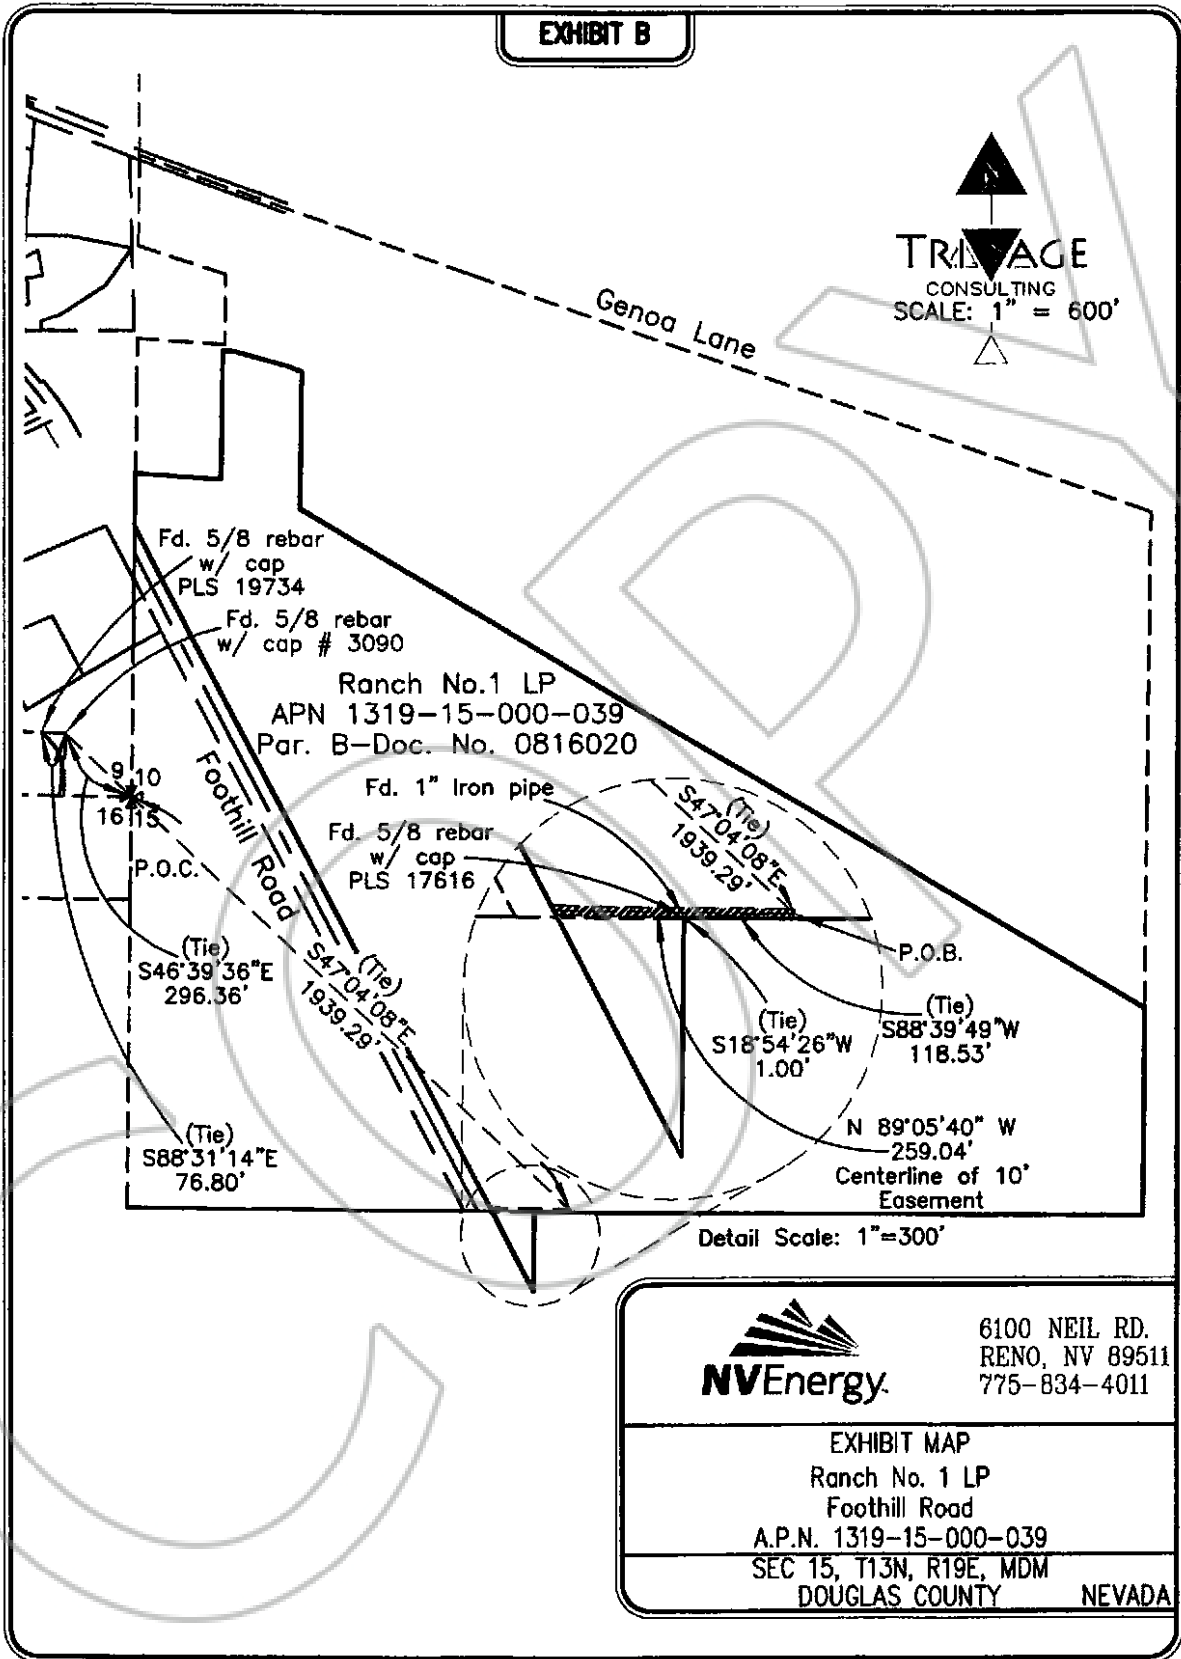 EXHIBIT B
TRI SAGE
CONSULTING
SCALE: 1" = 600'
Genoa Lane
Fd. 5/8 rebar
w/ cap
PLS 19734
Fd. 5/8 rebar
w/ cap # 3090
Ranch No.1 LP
APN 1319-15-000-039
Par. B-Doc. No. 0816020
Foothill Road
9 10
16 15
P.O.C.
Fd. 1" Iron pipe
Fd. 5/8 rebar
w/ cap
PLS 17616
(Tie)
S47°04'08"E
1939.29'
P.O.B.
(Tie)
S46°39'36"E
296.36'
(Tie)
S47°04'08"E
1939.29'
(Tie)
S18°54'26"W
1.00'
(Tie)
S88°39'49"W
118.53'
(Tie)
S88°31'14"E
76.80'
N 89°05'40" W
259.04'
Centerline of 10'
Easement
Detail Scale: 1"=300'
NVEnergy
6100 NEIL RD.
RENO, NV 89511
775-834-4011
EXHIBIT MAP
Ranch No. 1 LP
Foothill Road
A.P.N. 1319-15-000-039
SEC 15, T13N, R19E, MDM
DOUGLAS COUNTY NEVADA
COPY